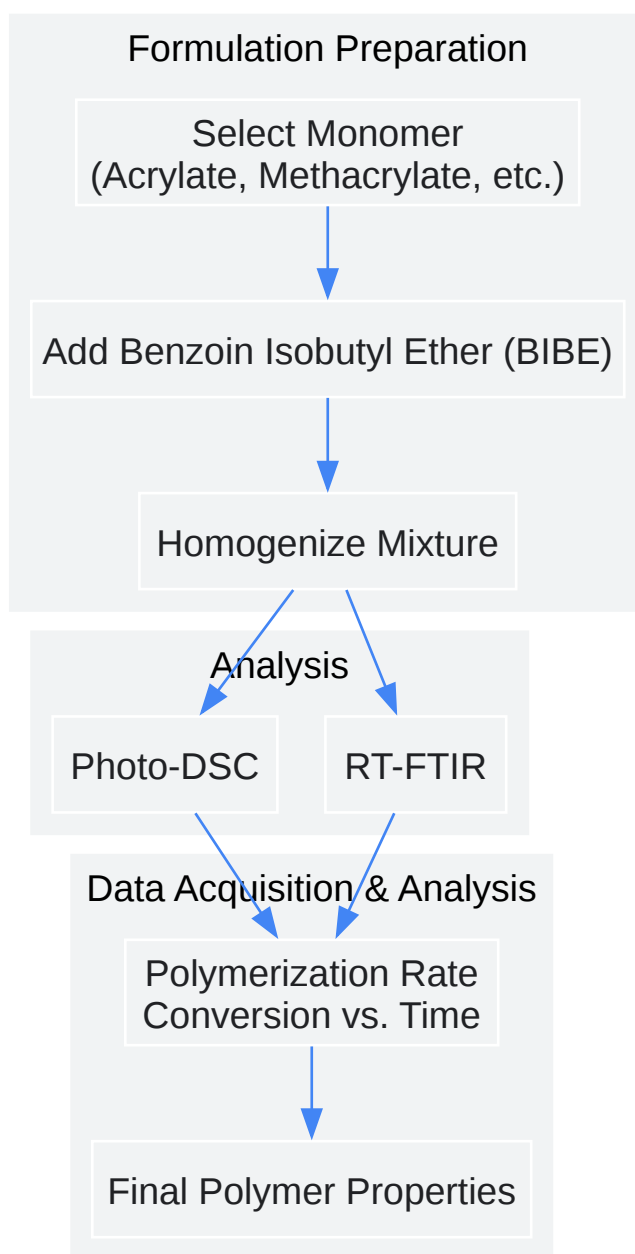 Formulation Preparation
Select Monomer
(Acrylate, Methacrylate, etc.)
Add Benzoin Isobutyl Ether (BIBE)
Homogenize Mixture
Analysis
Photo-DSC
RT-FTIR
Data Acquisition & Analysis
Polymerization Rate
Conversion vs. Time
Final Polymer Properties